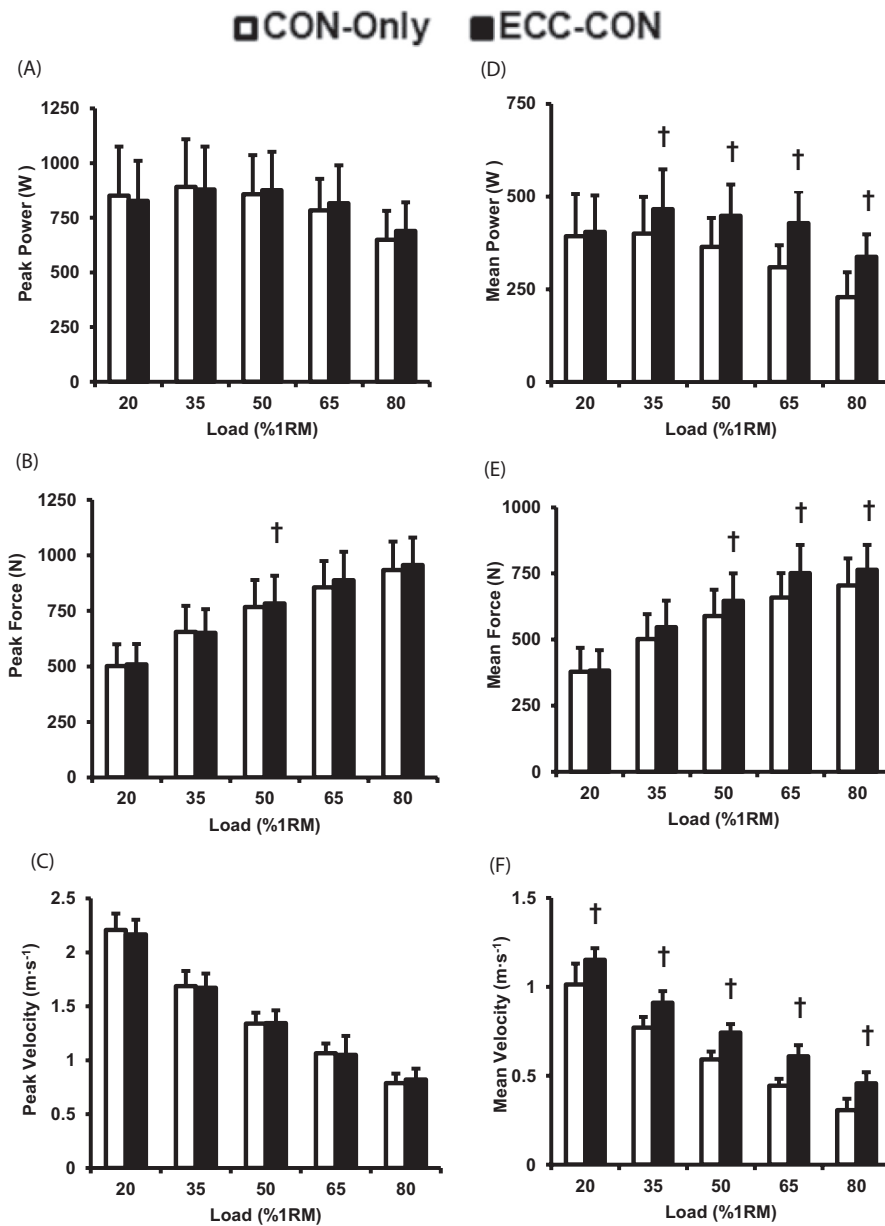 CON-Only ECC-CON
(A)
1250
1000
750
500
250
0
Peak Power (W)
20 35 50 65 80
Load (%1RM)
(B)
1250
1000
750
500
250
0
Peak Force (N)
†
20 35 50 65 80
Load (%1RM)
(C)
2.5
2
1.5
1
0.5
0
Peak Velocity (m·s-1)
20 35 50 65 80
Load (%1RM)
(D)
750
500
250
0
Mean Power (W )
† † † †
20 35 50 65 80
Load (%1RM)
(E)
1000
750
500
250
0
Mean Force (N)
† † †
20 35 50 65 80
Load (%1RM)
(F)
1.5
1
0.5
0
Mean Velocity (m·s-1)
† † † † †
20 35 50 65 80
Load (%1RM)